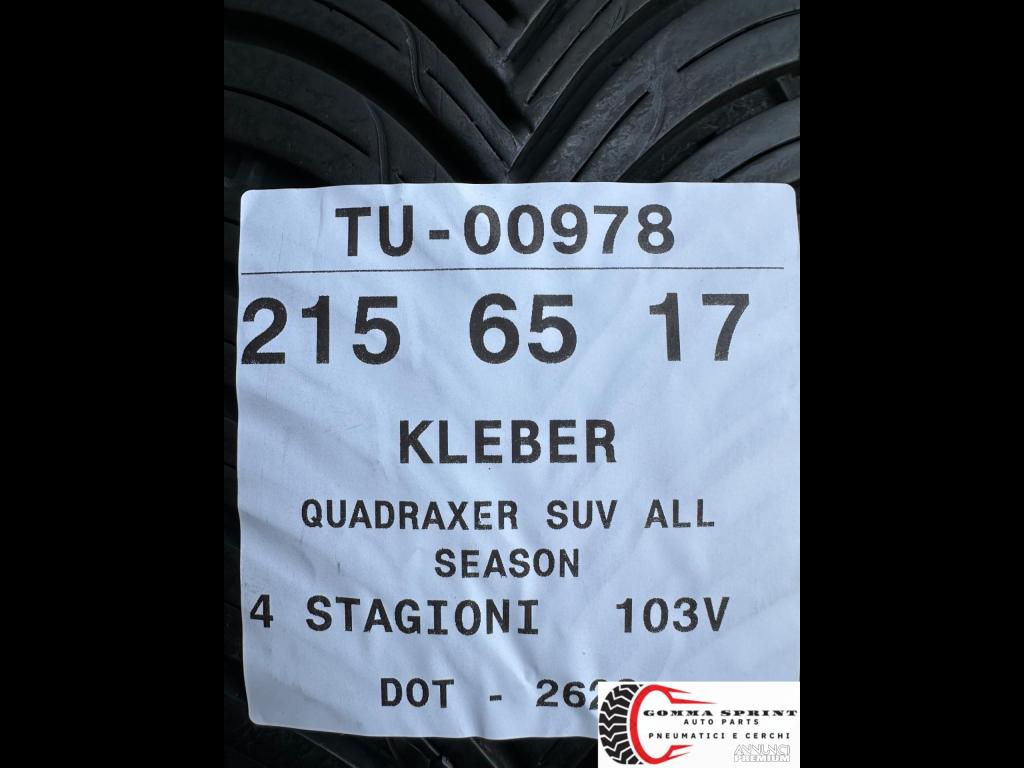 TU-00978
215 65 17
KLEBER
QUADRAXER SUV ALL
SEASON
4 STAGIONI 103V
DOT -
GOMMA SPRINT
AUTO PARTS
PNEUMATICI E CERCHI
ANNUNCI
PREMIUM